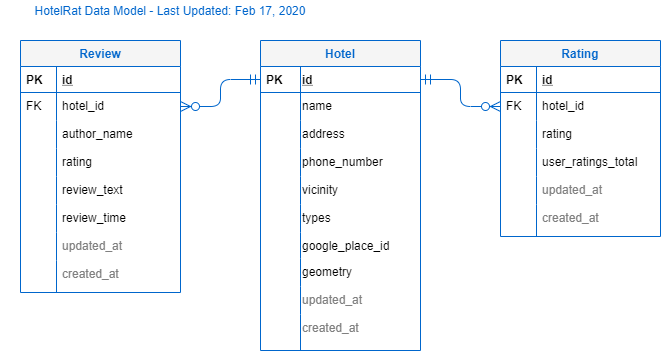 HotelRat Data Model - Last Updated: Feb 17, 2020
Review
PK id
FK hotel_id
author_name
rating
review_text
review_time
updated_at
created_at
Hotel
PK id
name
address
phone_number
vicinity
types
google_place_id
geometry
updated_at
created_at
Rating
PK id
FK hotel_id
rating
user_ratings_total
updated_at
created_at